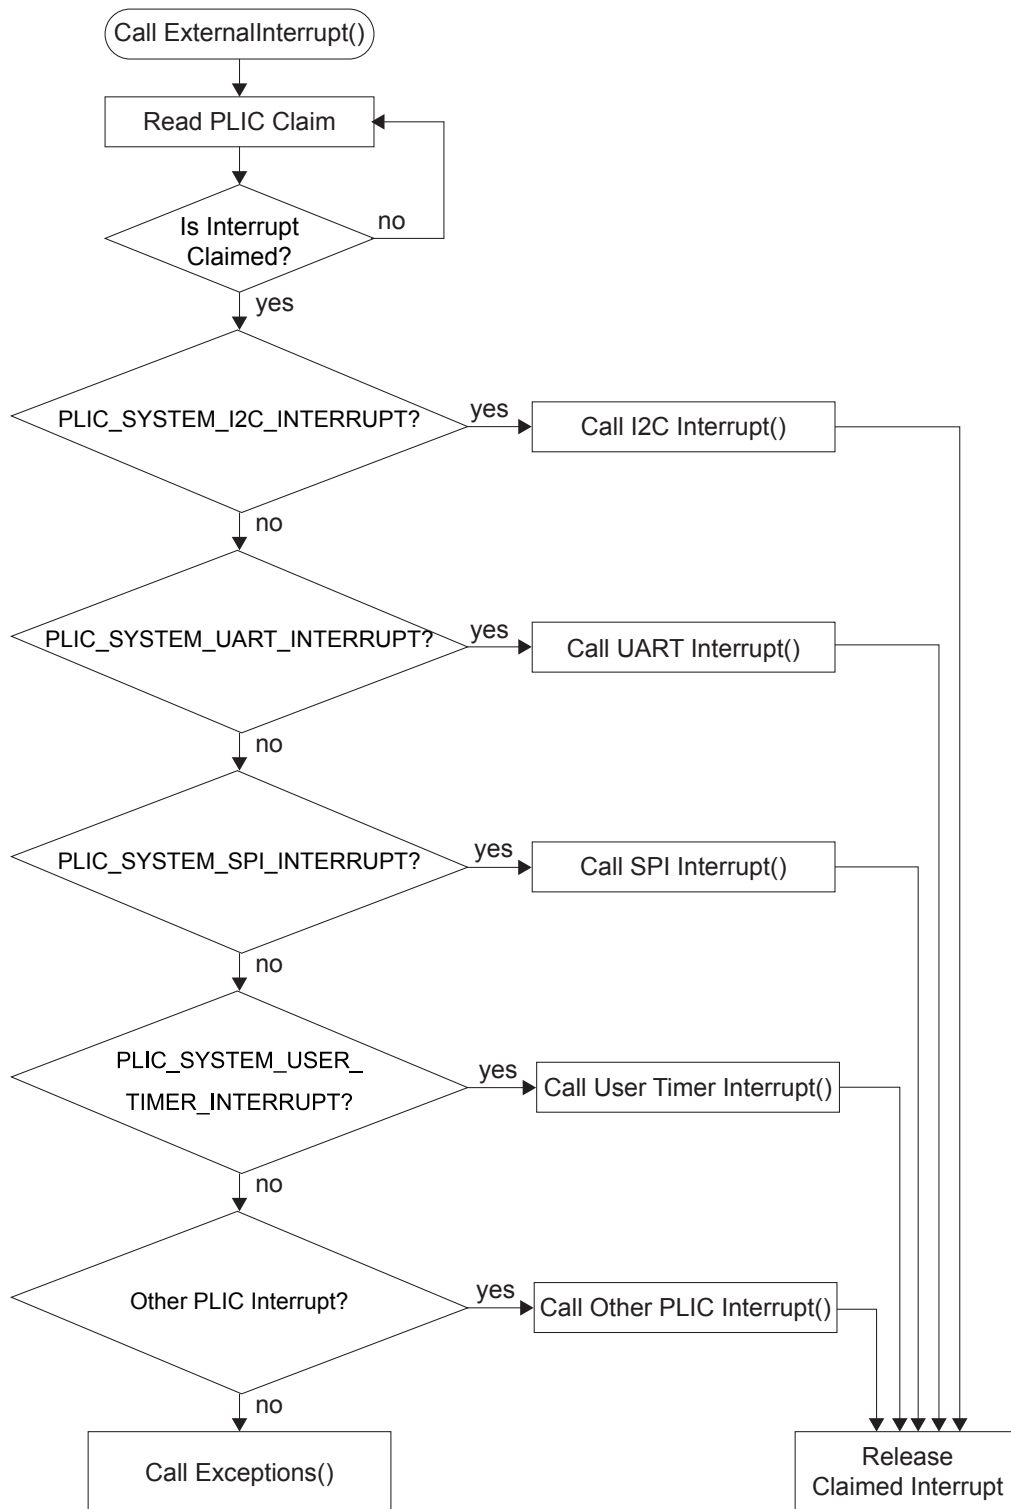 Call ExternalInterrupt()
Read PLIC Claim
Is Interrupt
Claimed?
no
yes
PLIC_SYSTEM_I2C_INTERRUPT?
yes
Call I2C Interrupt()
no
PLIC_SYSTEM_UART_INTERRUPT?
yes
Call UART Interrupt()
no
PLIC_SYSTEM_SPI_INTERRUPT?
yes
Call SPI Interrupt()
no
PLIC_SYSTEM_USER_
TIMER_INTERRUPT?
yes
Call User Timer Interrupt()
no
Other PLIC Interrupt?
yes
Call Other PLIC Interrupt()
no
Call Exceptions()
Release
Claimed Interrupt